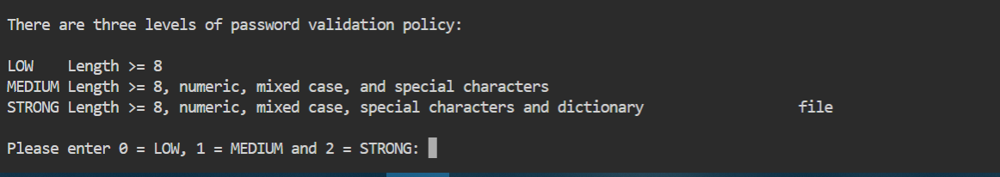 There are three levels of password validation policy:
LOW    Length >= 8
MEDIUM Length >= 8, numeric, mixed case, and special characters
STRONG Length >= 8, numeric, mixed case, special characters and dictionary                  file
Please enter 0 = LOW, 1 = MEDIUM and 2 = STRONG: